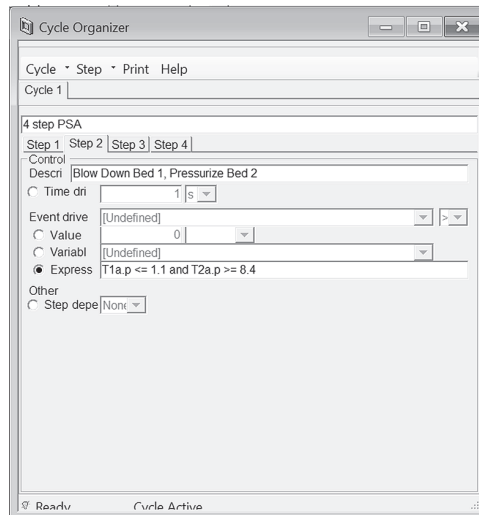 Cycle Organizer
Cycle Step Print Help
Cycle 1
4 step PSA
Step 1 Step 2 Step 3 Step 4
Control
Descri Blow Down Bed 1, Pressurize Bed 2
Time dri 1 s
Event drive [Undefined] >
Value 0
Variabl [Undefined]
Express T1a.p <= 1.1 and T2a.p >= 8.4
Other
Step depe None
Ready Cycle Active